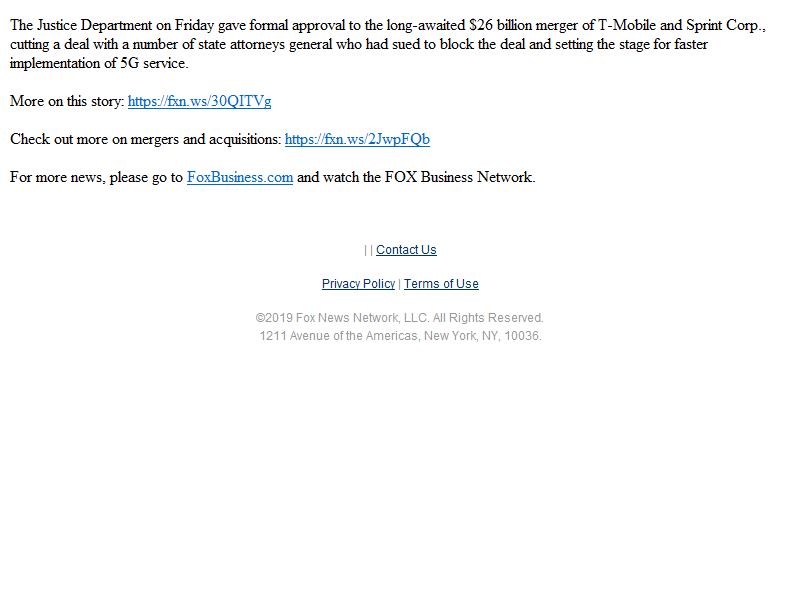 The Justice Department on Friday gave formal approval to the long-awaited $26 billion merger of T-Mobile and Sprint Corp.,
cutting a deal with a number of state attorneys general who had sued to block the deal and setting the stage for faster
implementation of 5G service.
More on this story: https://fxn.ws/30QITVg
Check out more on mergers and acquisitions: https://fxn.ws/2JwpFQb
For more news, please go to FoxBusiness.com and watch the FOX Business Network.
| | Contact Us
Privacy Policy | Terms of Use
©2019 Fox News Network, LLC. All Rights Reserved.
1211 Avenue of the Americas, New York, NY, 10036.